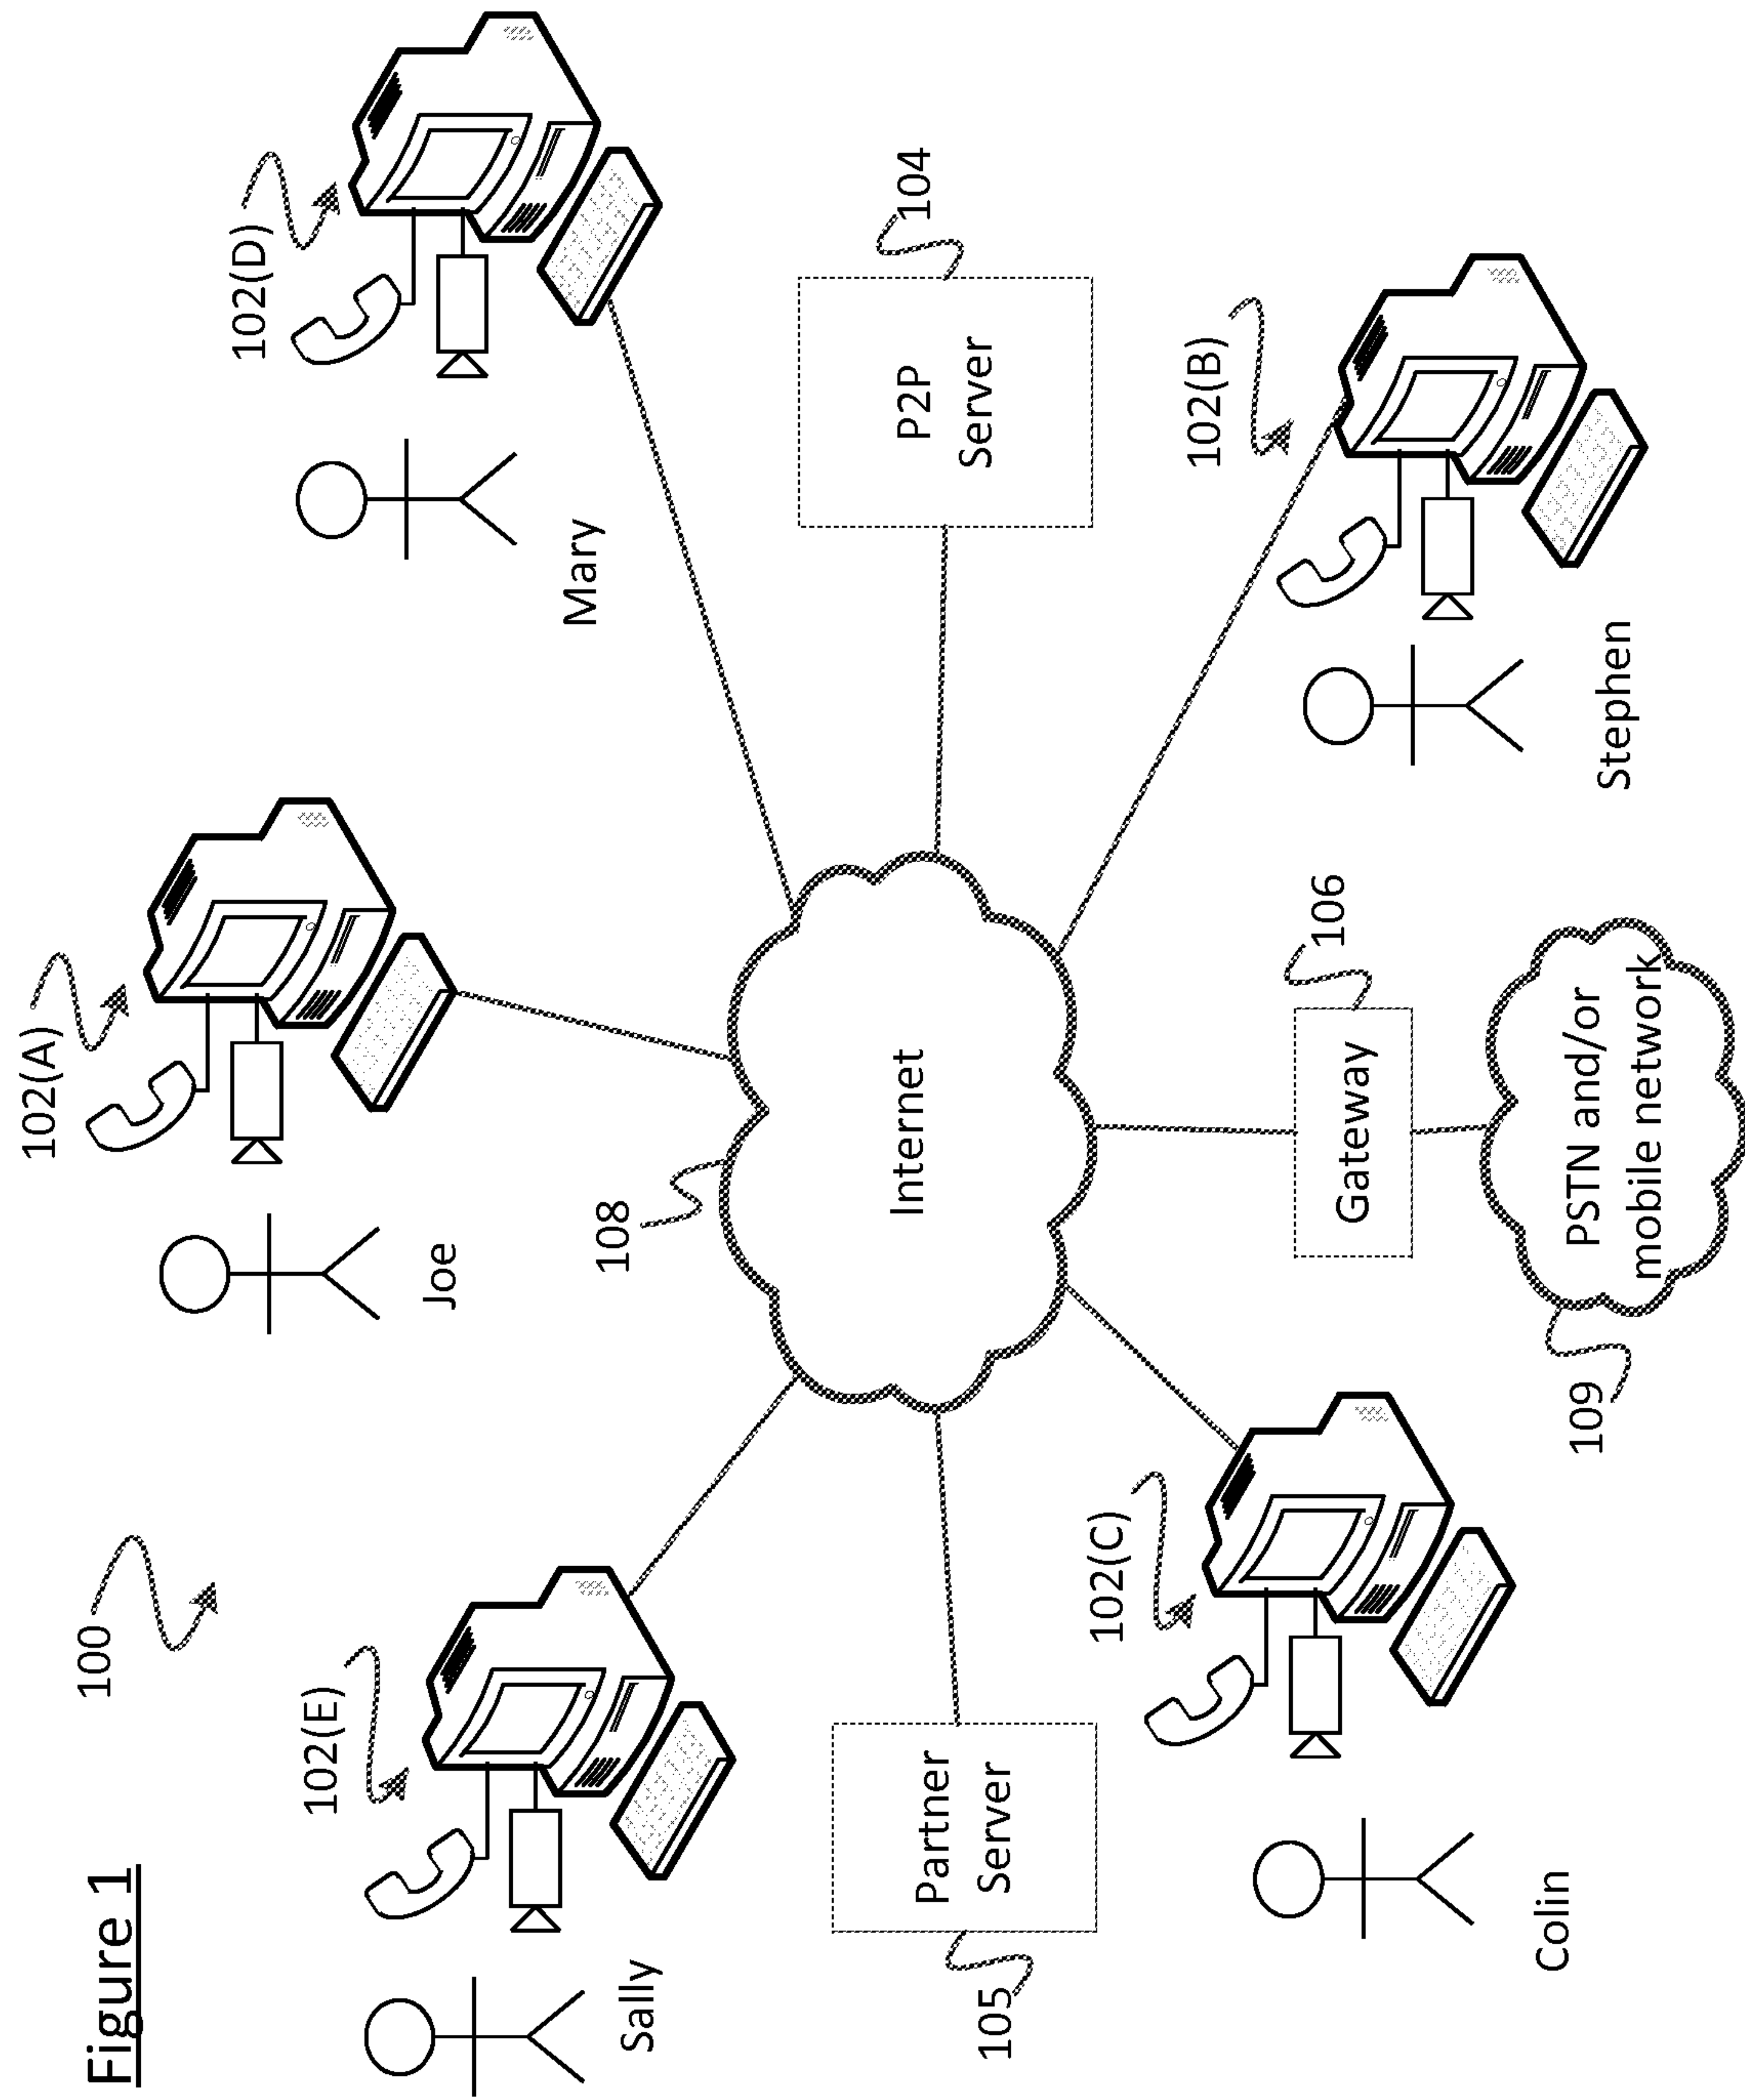 Figure 1
100
102(A)
102(D)
102(E)
Joe
Mary
Sally
108
Internet
P2P
Server
104
Partner
Server
105
102(C)
102(B)
106
Gateway
Colin
109
PSTN and/or
mobile network
Stephen